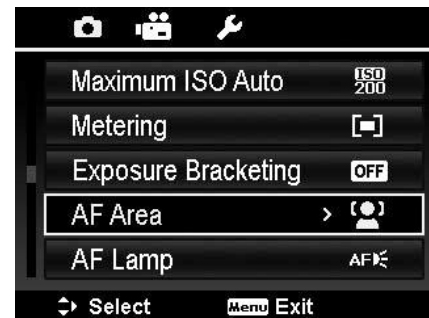 Maximum ISO Auto ISO 200
Metering
Exposure Bracketing OFF
AF Area >
AF Lamp AF
Select Menu Exit